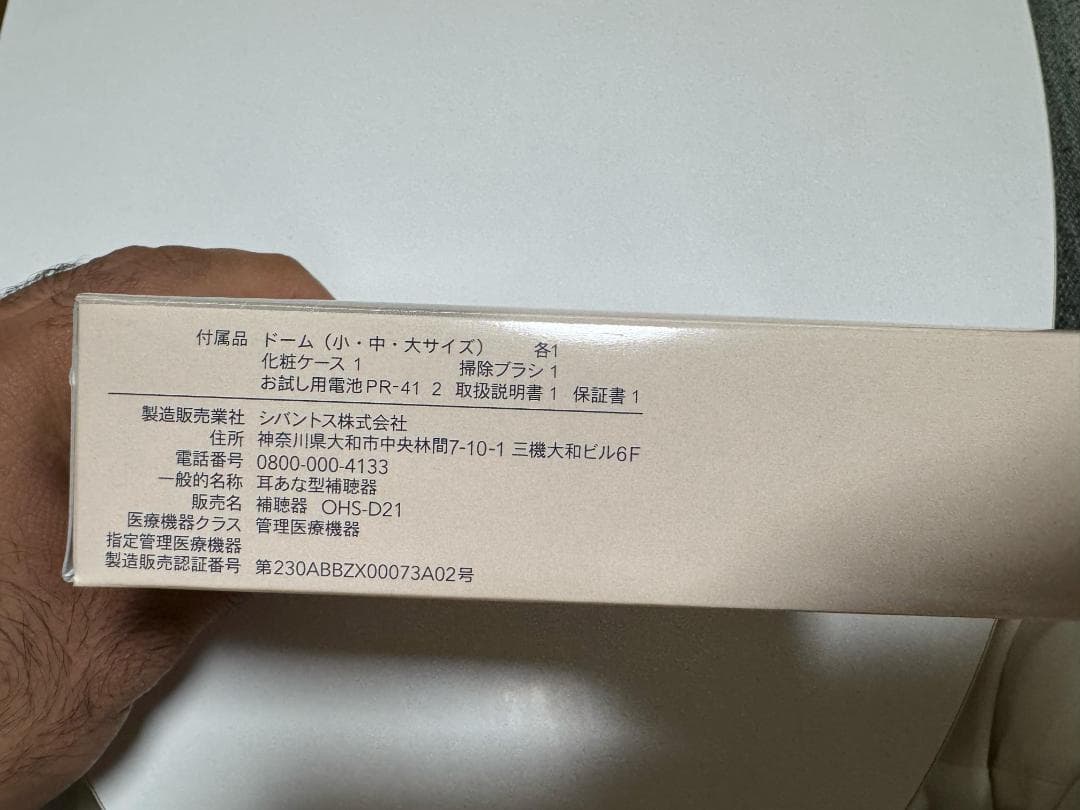 付属品 ドーム（小・中・大サイズ） 各1
化粧ケース 1 掃除ブラシ 1
お試し用電池PR-41 2 取扱説明書 1 保証書 1
製造販売業社 シバントス株式会社
住所 神奈川県大和市中央林間7-10-1 三機大和ビル6F
電話番号 0800-000-4133
一般的名称 耳あな型補聴器
販売名 補聴器 OHS-D21
医療機器クラス 管理医療機器
指定管理医療機器
製造販売認証番号 第230ABBZX00073A02号